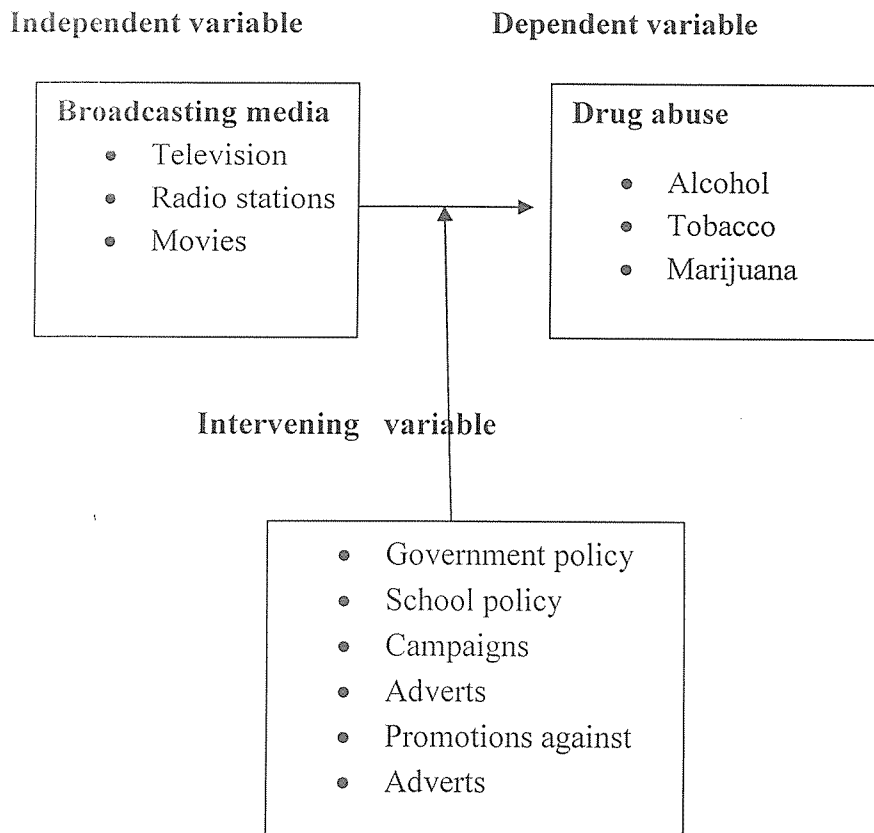 Independent variable
Dependent variable
Broadcasting media
• Television
• Radio stations
• Movies
Drug abuse
• Alcohol
• Tobacco
• Marijuana
Intervening variable
• Government policy
• School policy
• Campaigns
• Adverts
• Promotions against
• Adverts